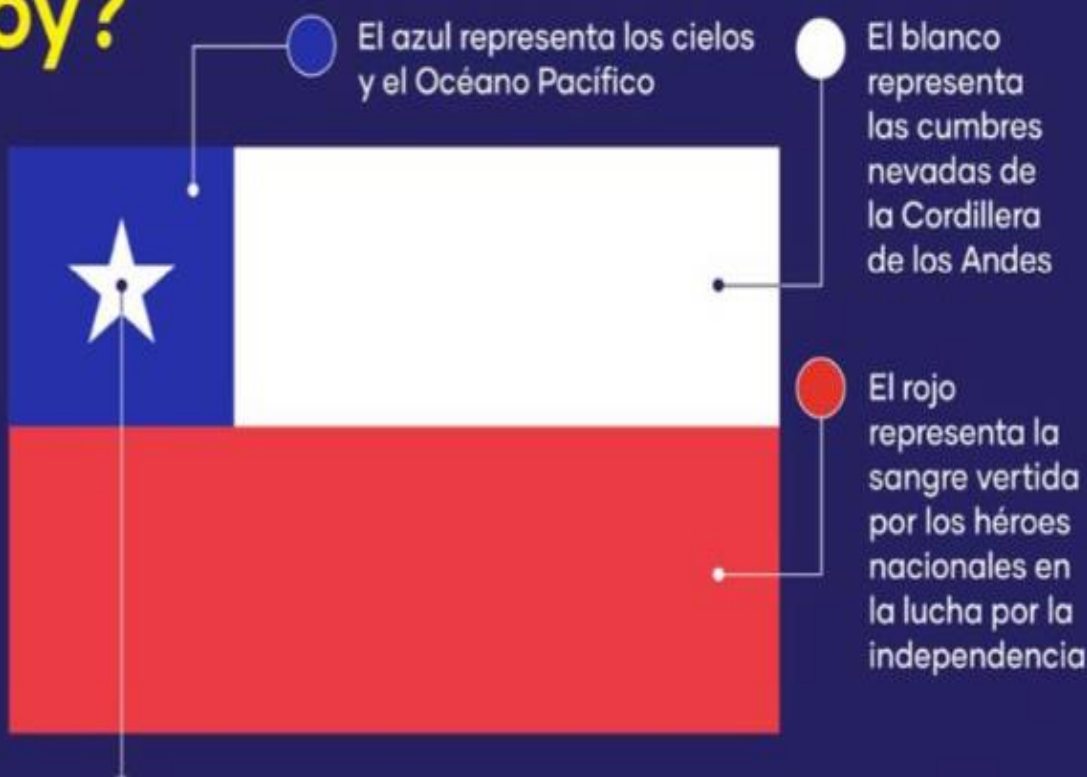 El azul representa los cielos
y el Océano Pacífico
El blanco
representa
las cumbres
nevadas de
la Cordillera
de los Andes
El rojo
representa la
sangre vertida
por los héroes
nacionales en
la lucha por la
independencia